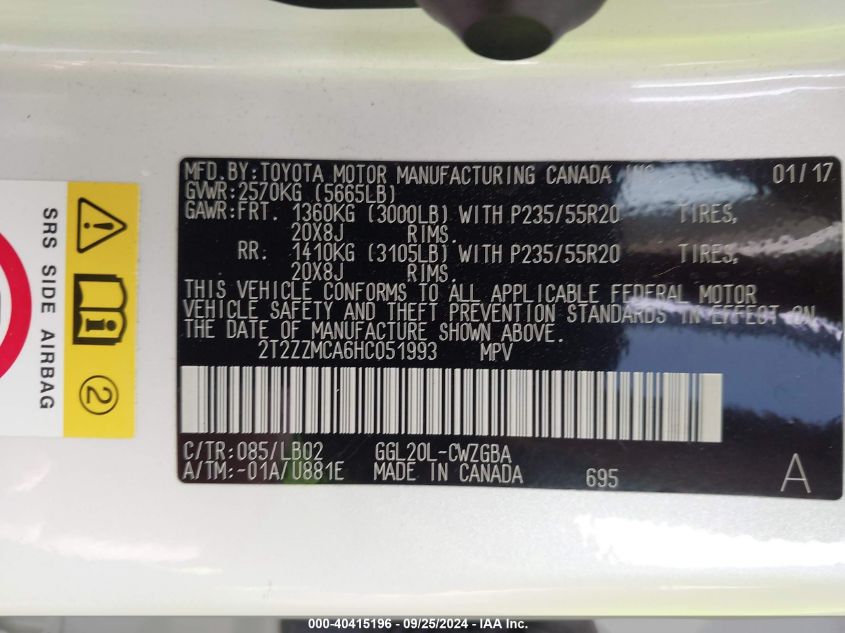 MFD.BY:TOYOTA MOTOR MANUFACTURING CANADA INC. 01/17
GVWR:2570KG (5665LB)
GAWR:FRT. 1360KG (3000LB) WITH P235/55R20 TIRES,
20X8J RIMS.
RR: 1410KG (3105LB) WITH P235/55R20 TIRES,
20X8J RIMS.
THIS VEHICLE CONFORMS TO ALL APPLICABLE FEDERAL MOTOR
VEHICLE SAFETY AND THEFT PREVENTION STANDARDS IN EFFECT ON
THE DATE OF MANUFACTURE SHOWN ABOVE.
2T2ZZMCA6HC051993 MPV
C/TR:085/LB02 GGL20L-CWZGBA
A/TM:-01A/U881E MADE IN CANADA 695 A
SRS SIDE AIRBAG
2
000-40415196 - 09/25/2024 - IAA Inc.